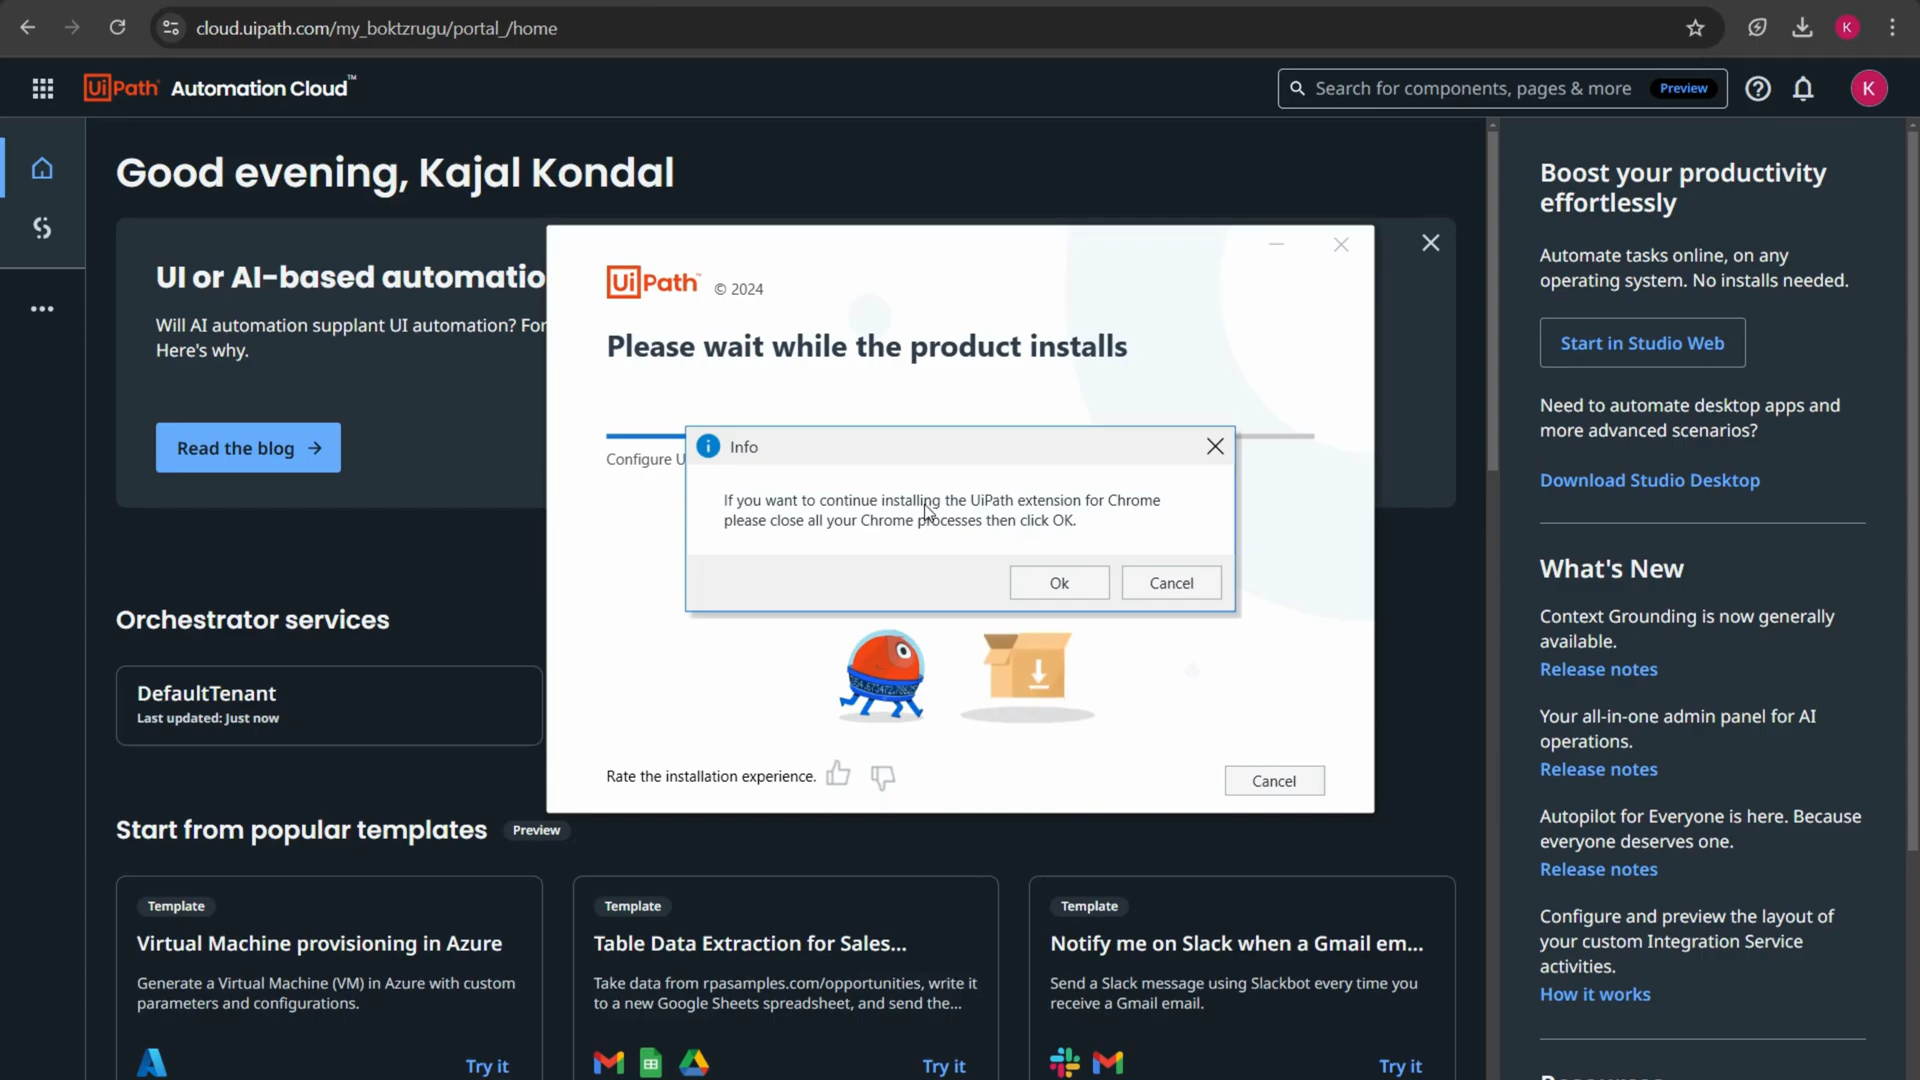 cloud.uipath.com/my_boktzrugu/portal_/home
K
UiPath Automation Cloud™
Search for components, pages & more Preview
K
Good evening, Kajal Kondal
UI or AI-based automatio
Will AI automation supplant UI automation? For
Here's why.
Read the blog →
UiPath™ © 2024
Please wait while the product installs
Configure U
Info
If you want to continue installing the UiPath extension for Chrome
please close all your Chrome processes then click OK.
Ok Cancel
Rate the installation experience.
Cancel
Orchestrator services
DefaultTenant
Last updated: Just now
Start from popular templates Preview
Template
Virtual Machine provisioning in Azure
Generate a Virtual Machine (VM) in Azure with custom
parameters and configurations.
Try it
Template
Table Data Extraction for Sales...
Take data from rpasamples.com/opportunities, write it
to a new Google Sheets spreadsheet, and send the...
Try it
Template
Notify me on Slack when a Gmail em...
Send a Slack message using Slackbot every time you
receive a Gmail email.
Try it
Boost your productivity
effortlessly
Automate tasks online, on any
operating system. No installs needed.
Start in Studio Web
Need to automate desktop apps and
more advanced scenarios?
Download Studio Desktop
What's New
Context Grounding is now generally
available.
Release notes
Your all-in-one admin panel for AI
operations.
Release notes
Autopilot for Everyone is here. Because
everyone deserves one.
Release notes
Configure and preview the layout of
your custom Integration Service
activities.
How it works